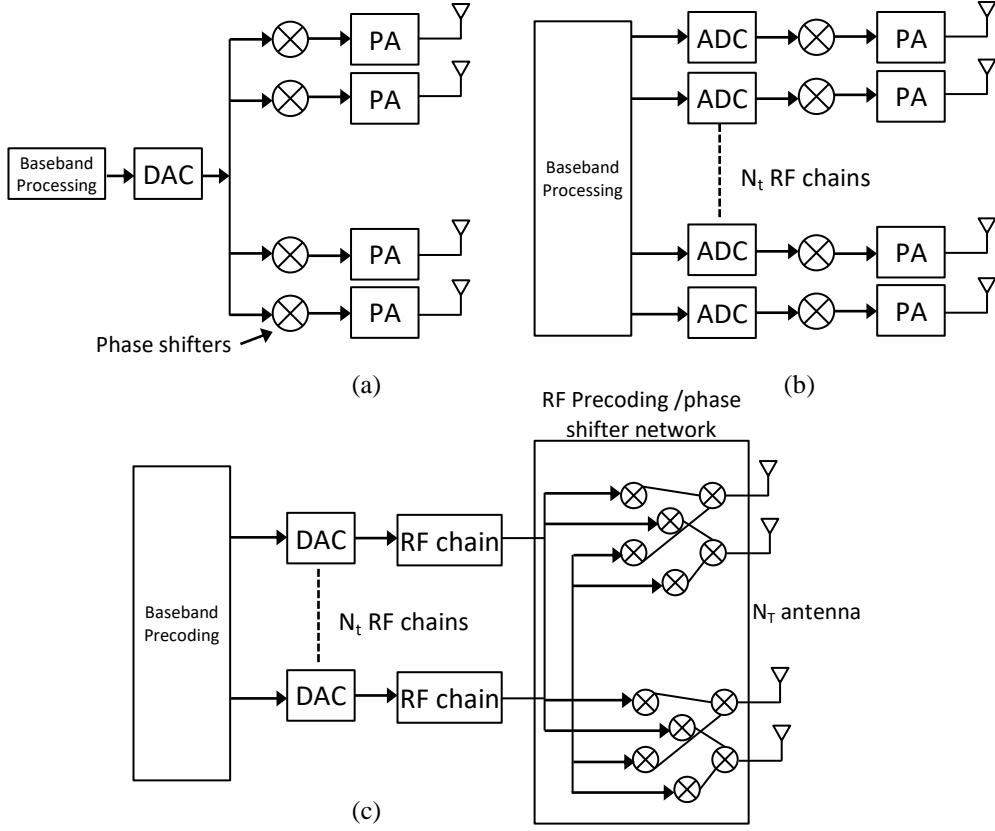 PA
PA
Baseband
Processing
DAC
PA
PA
Phase shifters
(a)
ADC
PA
ADC
PA
Baseband
Processing
Nₜ RF chains
ADC
PA
ADC
PA
(b)
RF Precoding /phase
shifter network
DAC
RF chain
Baseband
Precoding
Nₜ RF chains
N_T antenna
DAC
RF chain
(c)